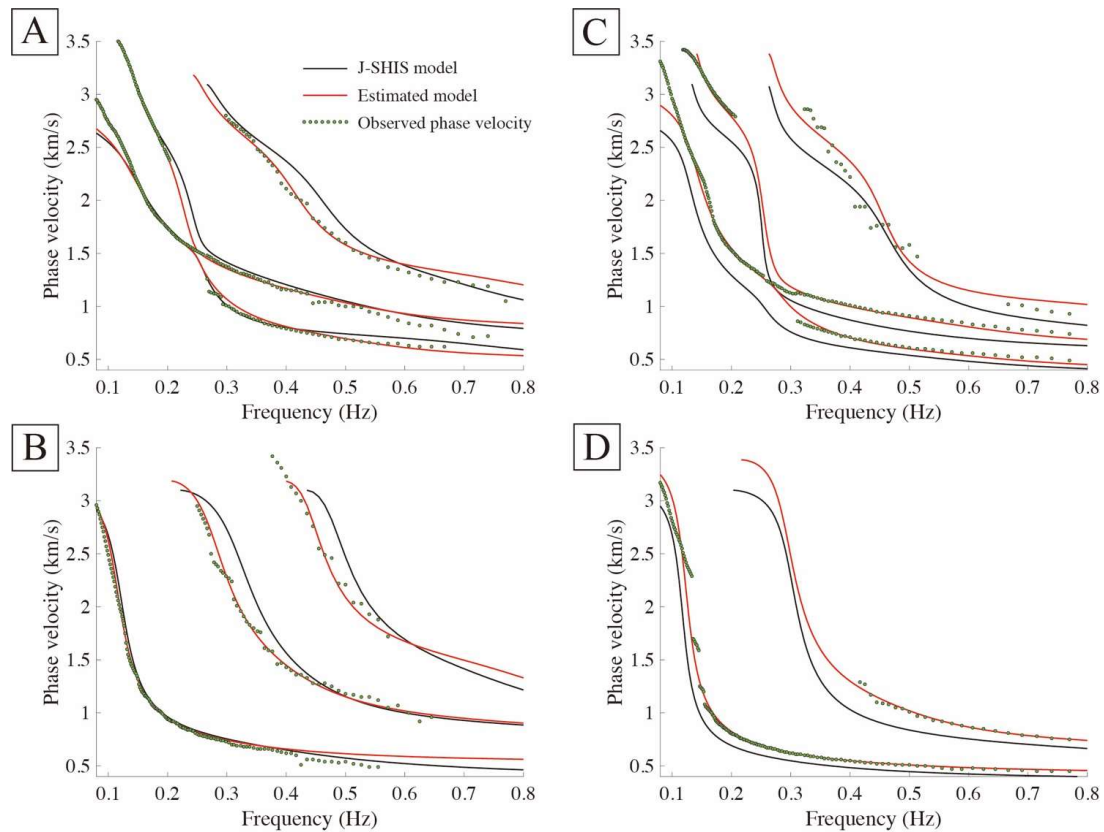 A
3.5
3
2.5
2
1.5
1
0.5
Phase velocity (km/s)
0.1 0.2 0.3 0.4 0.5 0.6 0.7 0.8
Frequency (Hz)
J-SHIS model
Estimated model
Observed phase velocity
C
3.5
3
2.5
2
1.5
1
0.5
Phase velocity (km/s)
0.1 0.2 0.3 0.4 0.5 0.6 0.7 0.8
Frequency (Hz)
B
3.5
3
2.5
2
1.5
1
0.5
Phase velocity (km/s)
0.1 0.2 0.3 0.4 0.5 0.6 0.7 0.8
Frequency (Hz)
D
3.5
3
2.5
2
1.5
1
0.5
Phase velocity (km/s)
0.1 0.2 0.3 0.4 0.5 0.6 0.7 0.8
Frequency (Hz)